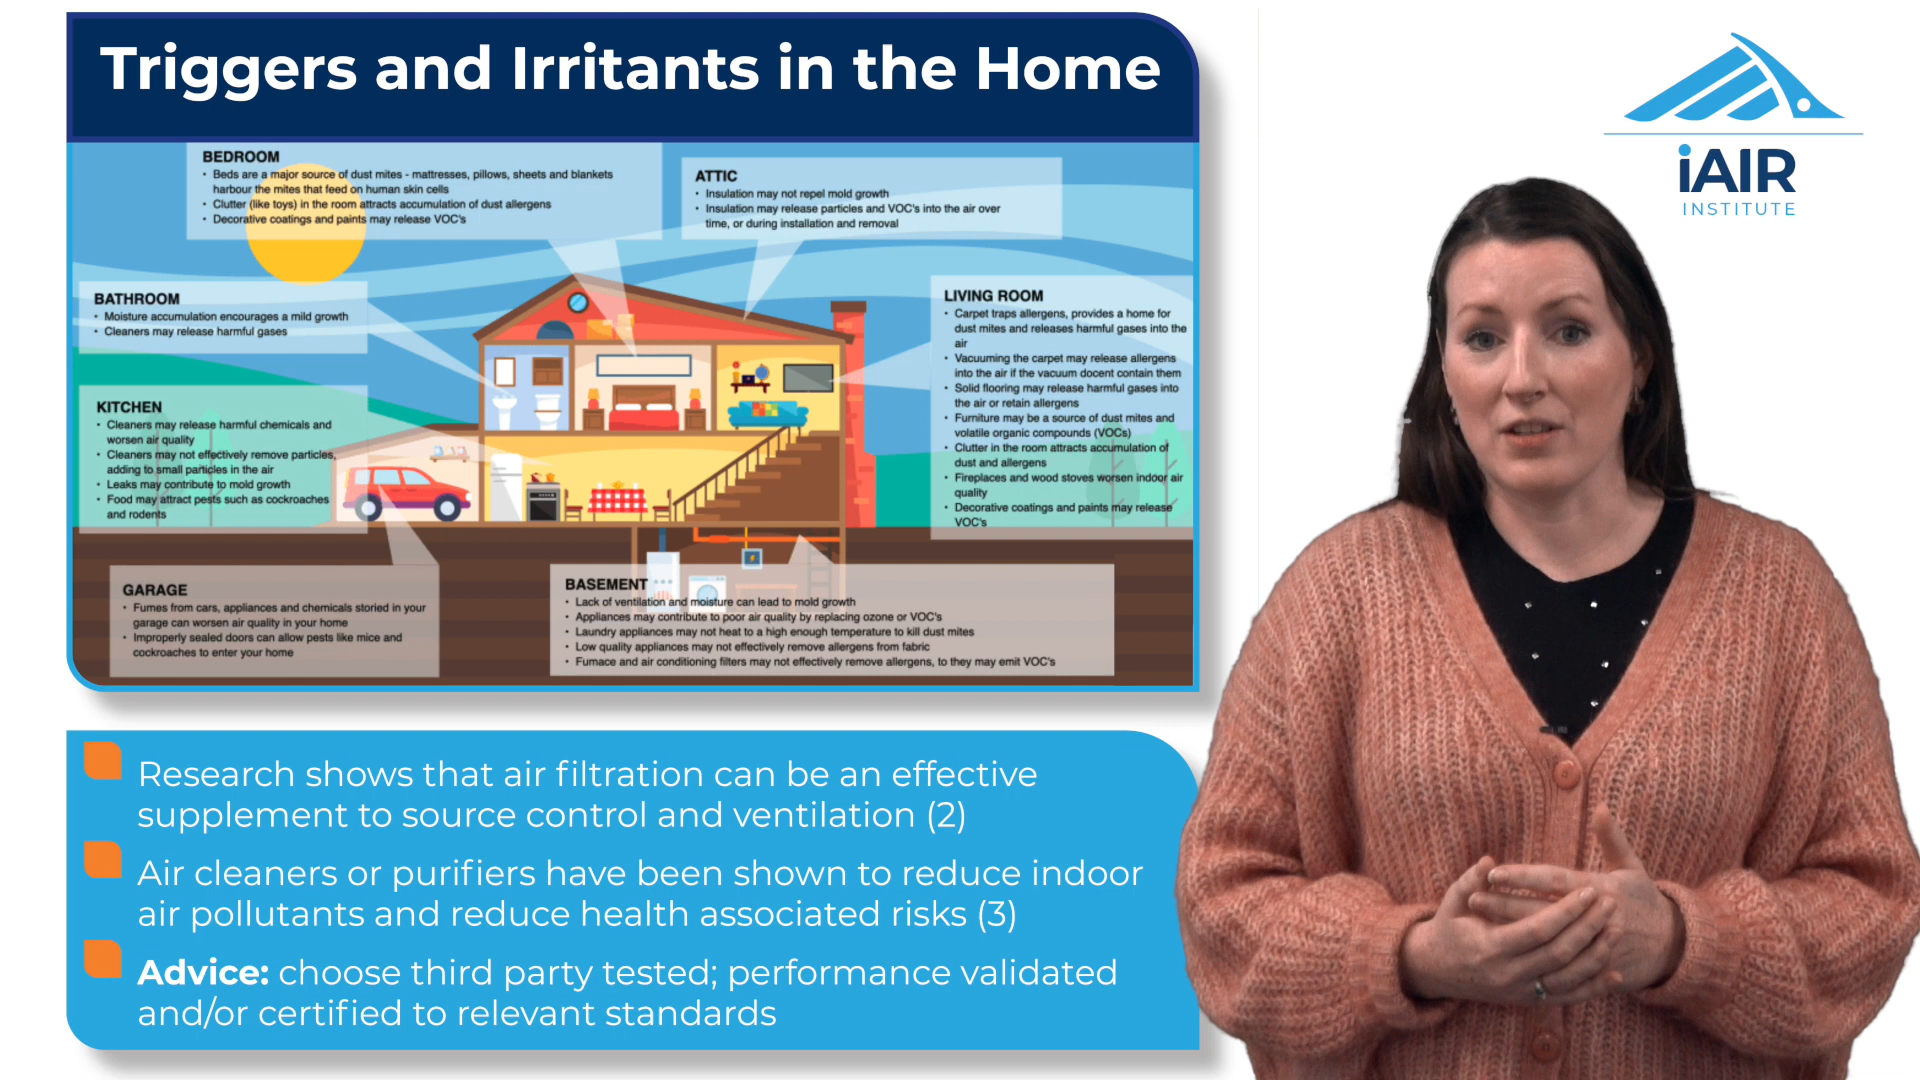 Triggers and Irritants in the Home
BEDROOM
• Beds are a major source of dust mites - mattresses, pillows, sheets and blankets
harbour the mites that feed on human skin cells
• Clutter (like toys) in the room attracts accumulation of dust allergens
• Decorative coatings and paints may release VOC's
ATTIC
• Insulation may not repel mold growth
• Insulation may release particles and VOC's into the air over
time, or during installation and removal
BATHROOM
• Moisture accumulation encourages a mild growth
• Cleaners may release harmful gases
KITCHEN
• Cleaners may release harmful chemicals and
worsen air quality
• Cleaners may not effectively remove particles,
adding to small particles in the air
• Leaks may contribute to mold growth
• Food may attract pests such as cockroaches
and rodents
LIVING ROOM
• Carpet traps allergens, provides a home for
dust mites and releases harmful gases into the
air
• Vacuuming the carpet may release allergens
into the air if the vacuum docent contain them
• Solid flooring may release harmful gases into
the air or retain allergens
• Furniture may be a source of dust mites and
volatile organic compounds (VOCs)
• Clutter in the room attracts accumulation of
dust and allergens
• Fireplaces and wood stoves worsen indoor air
quality
• Decorative coatings and paints may release
VOC's
GARAGE
• Fumes from cars, appliances and chemicals storied in your
garage can worsen air quality in your home
• Improperly sealed doors can allow pests like mice and
cockroaches to enter your home
BASEMENT
• Lack of ventilation and moisture can lead to mold growth
• Appliances may contribute to poor air quality by replacing ozone or VOC's
• Laundry appliances may not heat to a high enough temperature to kill dust mites
• Low quality appliances may not effectively remove allergens from fabric
• Fumace and air conditioning filters may not effectively remove allergens, to they may emit VOC's
Research shows that air filtration can be an effective
supplement to source control and ventilation (2)
Air cleaners or purifiers have been shown to reduce indoor
air pollutants and reduce health associated risks (3)
Advice: choose third party tested; performance validated
and/or certified to relevant standards
iAIR
INSTITUTE